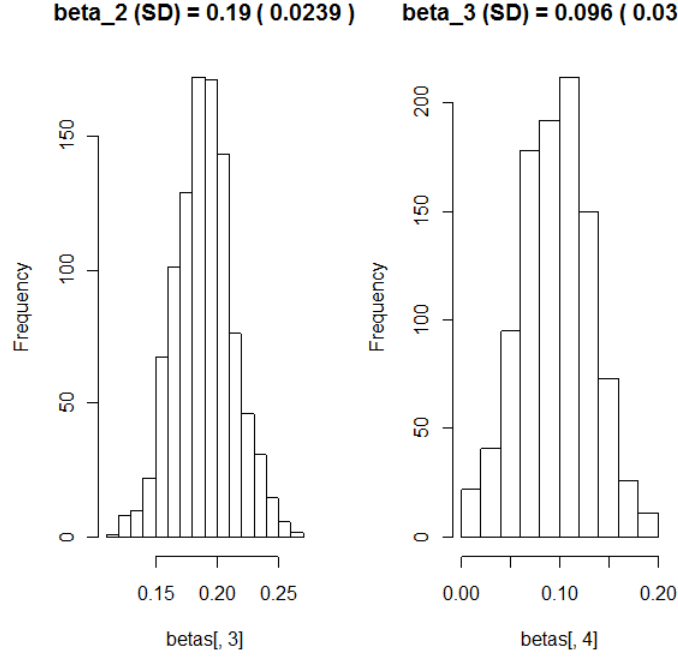 beta_2 (SD) = 0.19 ( 0.0239 )
150
100
50
0
Frequency
0.15 0.20 0.25
betas[, 3]
beta_3 (SD) = 0.096 ( 0.03
200
150
100
50
0
Frequency
0.00 0.10 0.20
betas[, 4]